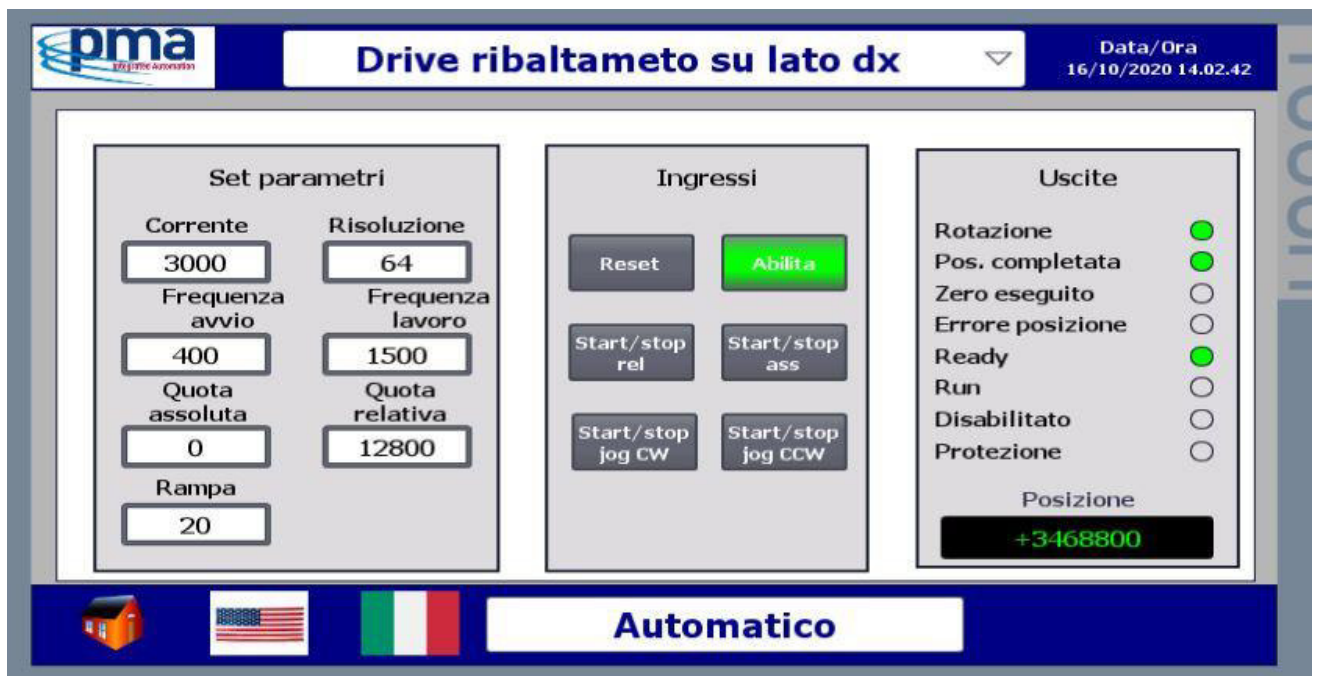 pma
Integrated Automation
Drive ribaltameto su lato dx
Data/Ora
16/10/2020 14.02.42
Set parametri
Corrente
Risoluzione
3000
64
Frequenza
avvio
Frequenza
lavoro
400
1500
Quota
assoluta
Quota
relativa
0
12800
Rampa
20
Ingressi
Reset
Abilita
Start/stop
rel
Start/stop
ass
Start/stop
jog CW
Start/stop
jog CCW
Uscite
Rotazione
Pos. completata
Zero eseguito
Errore posizione
Ready
Run
Disabilitato
Protezione
Posizione
+3468800
Automatico